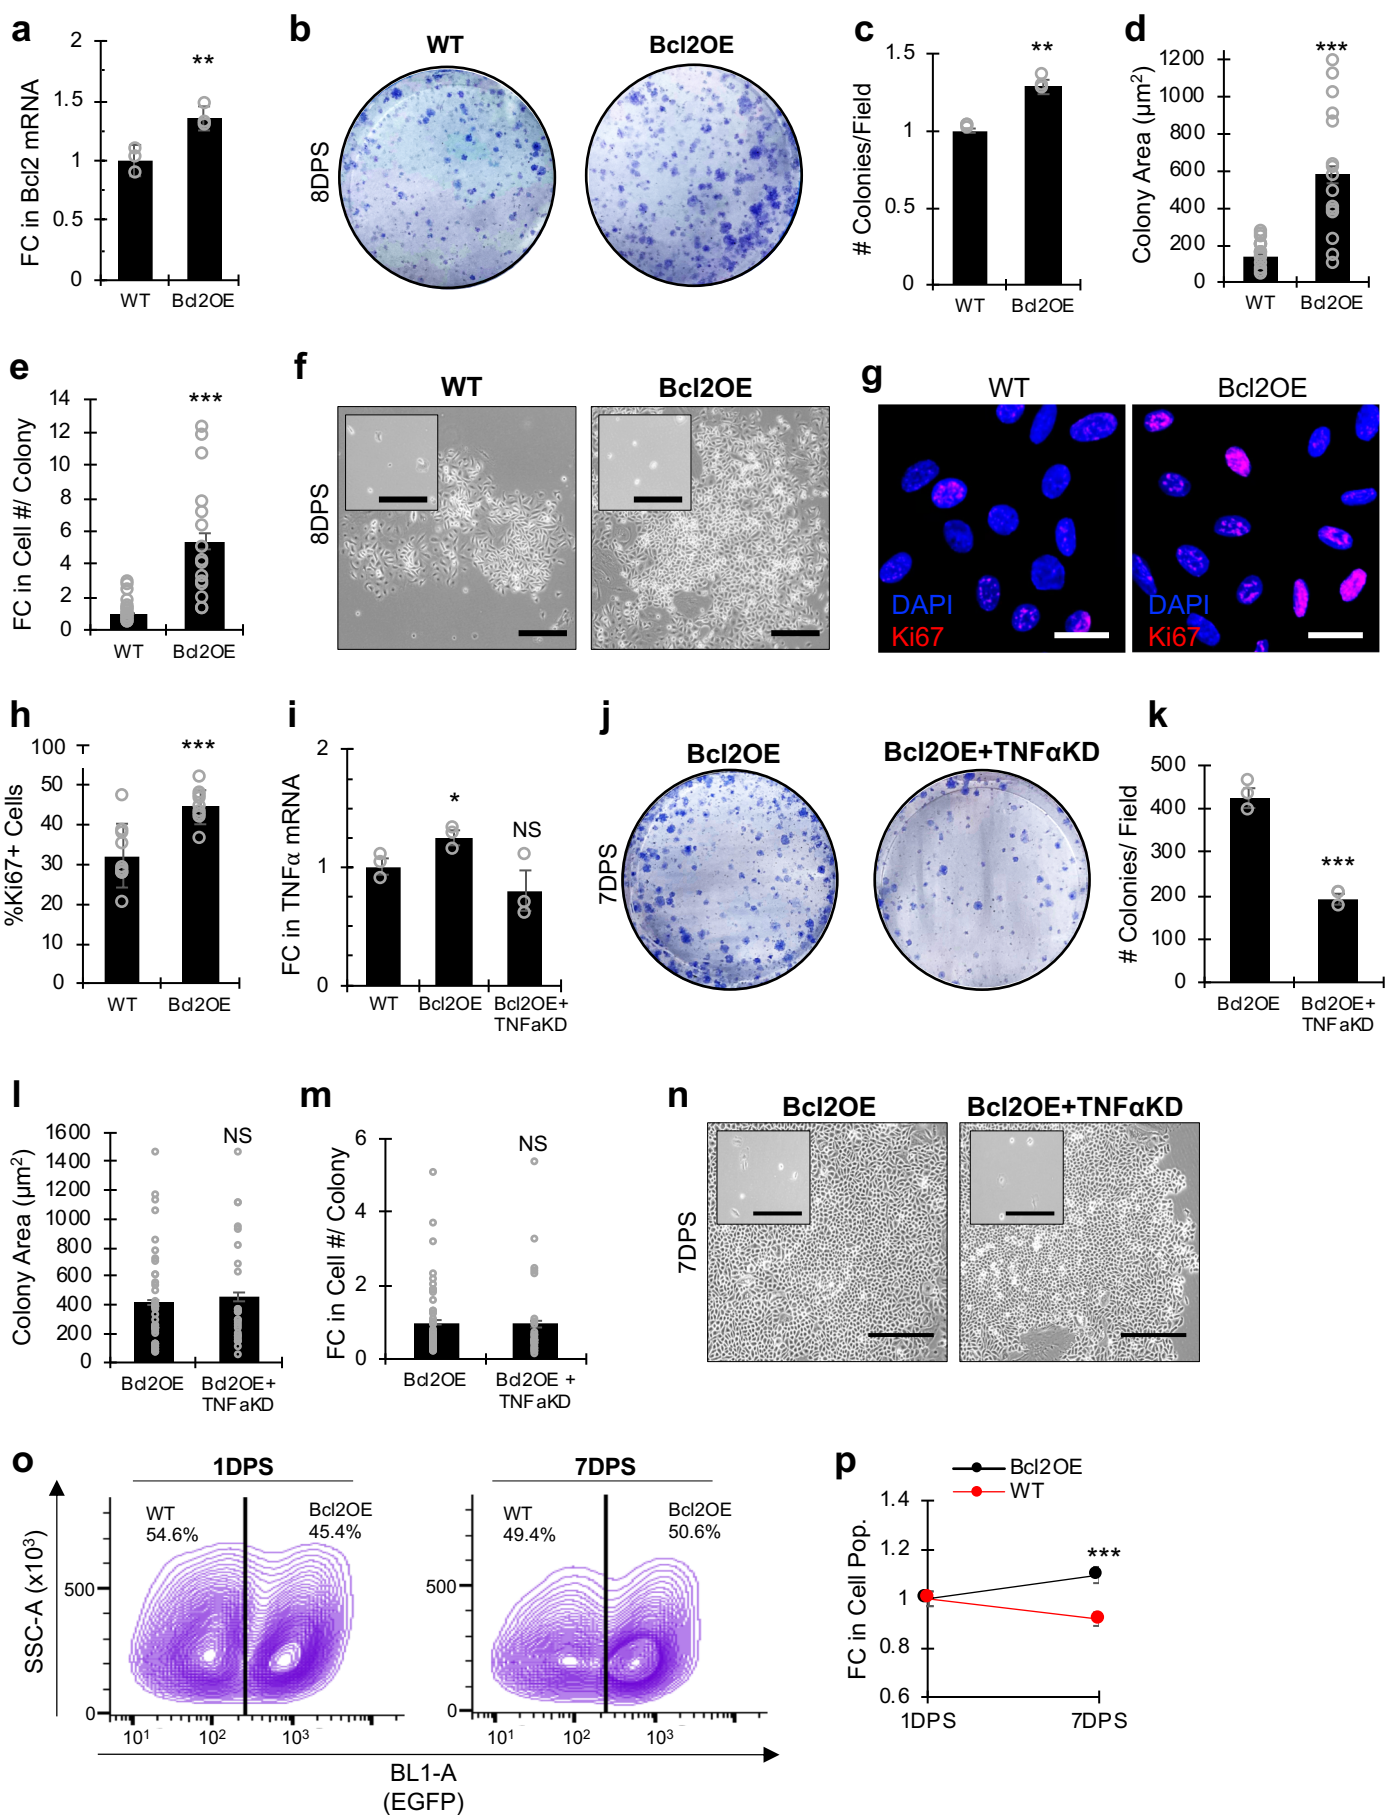 a
2
1.5
1
0.5
0
FC in Bcl2 mRNA
**
WT
Bcl2OE
b
WT
Bcl2OE
8DPS
c
1.5
1
0.5
0
# Colonies/Field
**
WT
Bcl2OE
d
1200
1000
800
600
400
200
0
Colony Area (µm²)
***
WT
Bcl2OE
e
14
12
10
8
6
4
2
0
FC in Cell #/ Colony
***
WT
Bcl2OE
f
WT
Bcl2OE
8DPS
g
WT
Bcl2OE
DAPI
Ki67
DAPI
Ki67
h
100
50
40
30
20
10
0
%Ki67+ Cells
***
WT
Bcl2OE
i
2
1
0
FC in TNFα mRNA
*
NS
WT
Bcl2OE
Bcl2OE+
TNFaKD
j
Bcl2OE
Bcl2OE+TNFαKD
7DPS
k
500
400
300
200
100
0
# Colonies/ Field
***
Bcl2OE
Bcl2OE+
TNFaKD
l
1600
1400
1200
1000
800
600
400
200
0
Colony Area (µm²)
NS
Bcl2OE
Bcl2OE+
TNFaKD
m
6
4
2
0
FC in Cell #/ Colony
NS
Bcl2OE
Bcl2OE +
TNFaKD
n
Bcl2OE
Bcl2OE+TNFαKD
7DPS
o
1DPS
7DPS
WT
54.6%
Bcl2OE
45.4%
WT
49.4%
Bcl2OE
50.6%
SSC-A (x10³)
500
0
500
0
10¹
10²
10³
10¹
10²
10³
BL1-A
(EGFP)
p
Bcl2OE
WT
1.4
1.2
1
0.8
0.6
FC in Cell Pop.
***
1DPS
7DPS